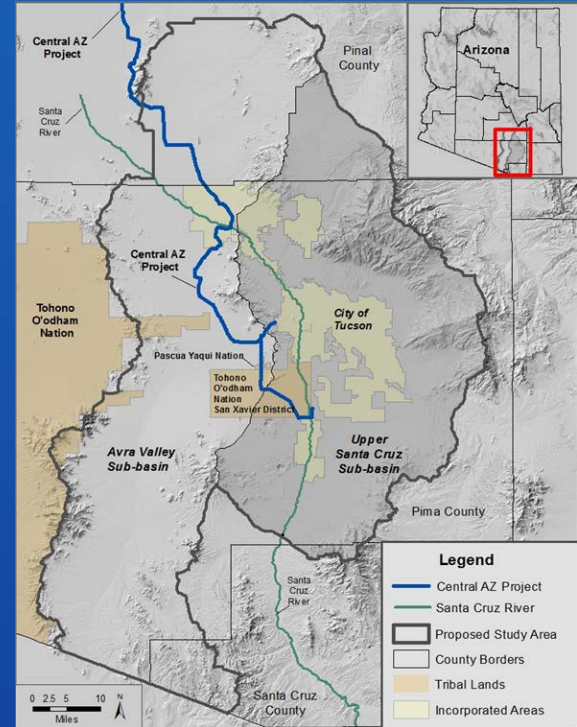 Central AZ
Project
Pinal
County
Arizona
Santa
Cruz
River
Central AZ
Project
Tohono
O'odham
Nation
City of
Tucson
Pascua Yaqui Nation
Tohono
O'odham
Nation
San Xavier District
Avra Valley
Sub-basin
Upper
Santa Cruz
Sub-basin
Pima County
Santa
Cruz
River
Santa Cruz
County
0 2.5 5 10
Miles
N
Legend
Central AZ Project
Santa Cruz River
Proposed Study Area
County Borders
Tribal Lands
Incorporated Areas